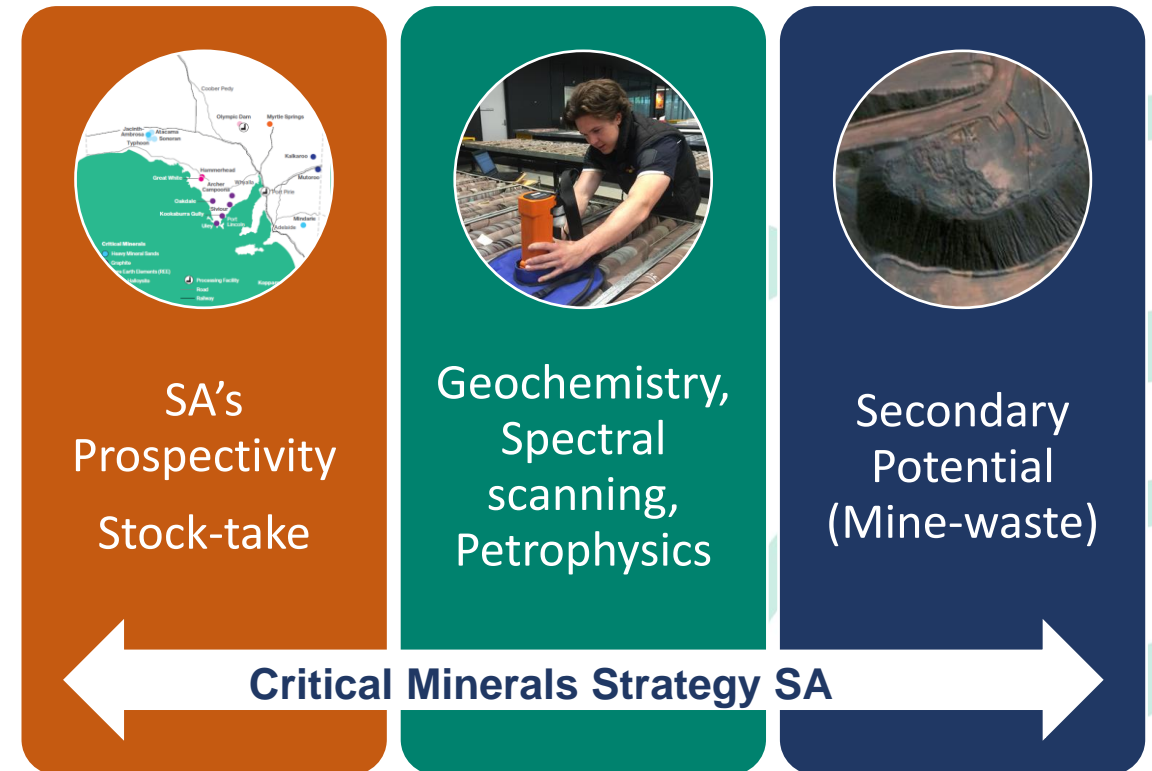 Coober Pedy
Olympic Dam
Myrtle Springs
Jacinth-
Ambrosia
Atacama
Sonoran
Typhoon
Kalkaroo
Mutooroo
Hammerhead
Great White
Archer
Campoona
Whyalla
Port Pirie
Oakdale
Siviour
Kookaburra Gully
Port
Lincoln
Uley
Mindarie
Adelaide
Critical Minerals
Heavy Mineral Sands
Graphite
Earth Elements (REE)
Halloysite
Processing Facility
Road
Railway
SA's
Prospectivity
Stock-take
Geochemistry,
Spectral
scanning,
Petrophysics
Secondary
Potential
(Mine-waste)
Critical Minerals Strategy SA